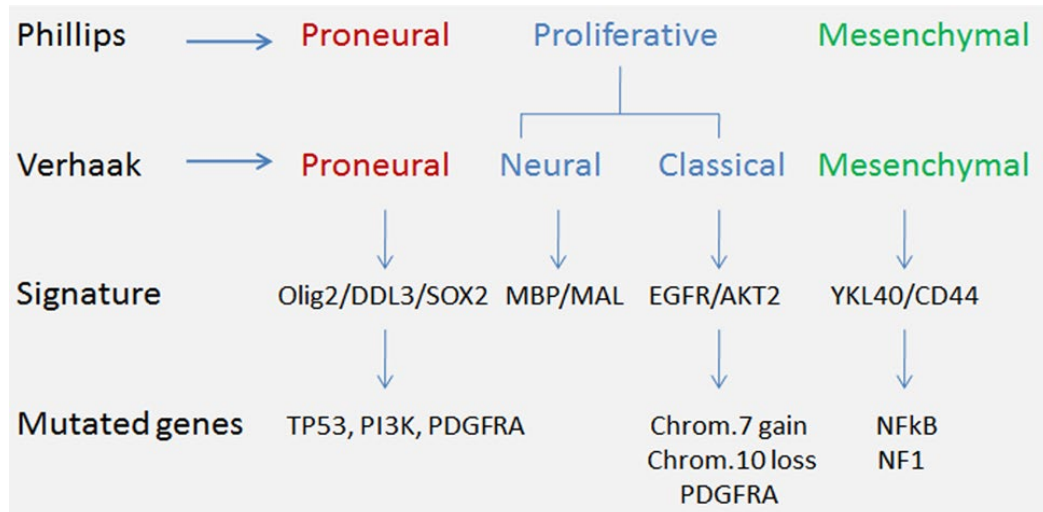 Phillips Proneural Proliferative Mesenchymal
Verhaak Proneural Neural Classical Mesenchymal
Signature Olig2/DDL3/SOX2 MBP/MAL EGFR/AKT2 YKL40/CD44
Mutated genes TP53, PI3K, PDGFRA Chrom.7 gain NFkB
Chrom.10 loss NF1
PDGFRA